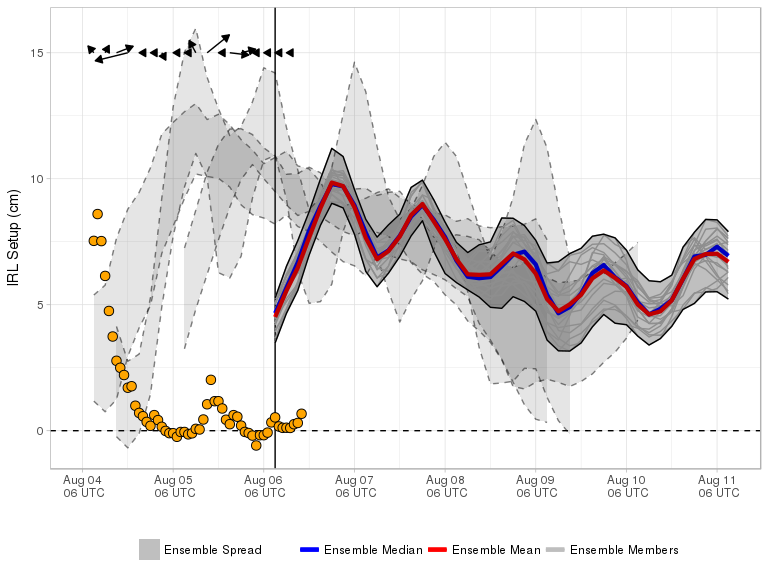 15
10
5
0
IRL Setup (cm)
Aug 04 Aug 05 Aug 06 Aug 07 Aug 08 Aug 09 Aug 10 Aug 11
06 UTC 06 UTC 06 UTC 06 UTC 06 UTC 06 UTC 06 UTC 06 UTC
Ensemble Spread Ensemble Median Ensemble Mean Ensemble Members